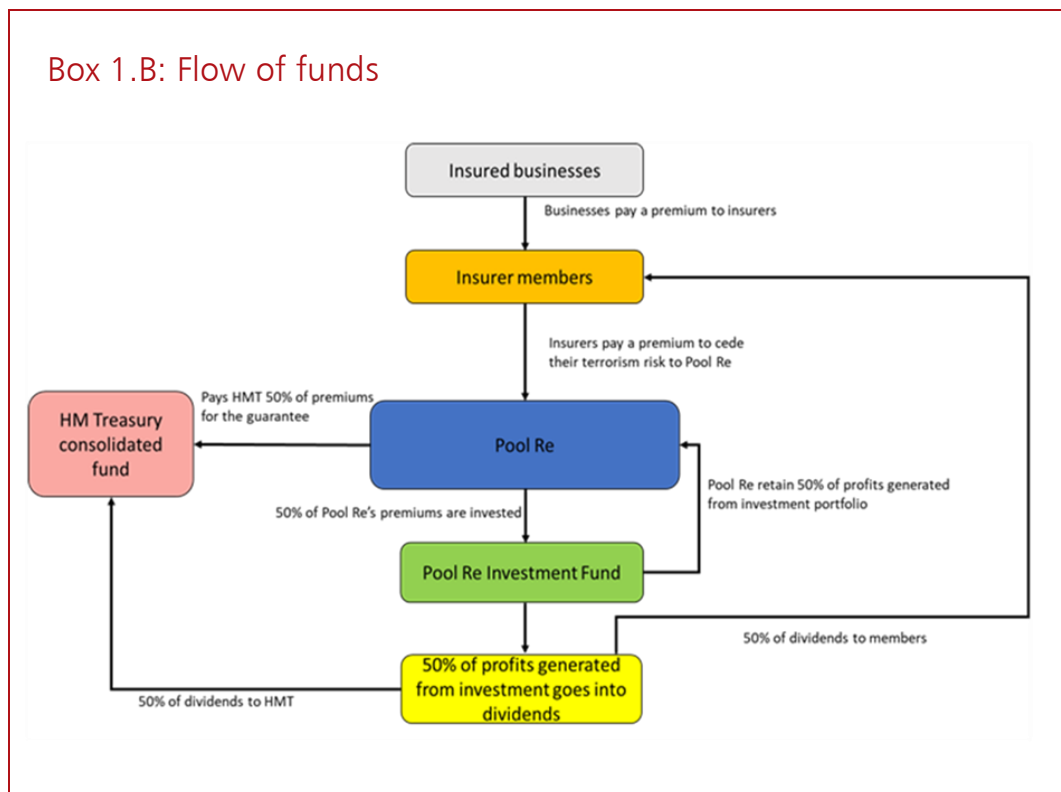 Box 1.B: Flow of funds
Insured businesses
Businesses pay a premium to insurers
Insurer members
Insurers pay a premium to cede
their terrorism risk to Pool Re
Pays HMT 50% of premiums
for the guarantee
HM Treasury
consolidated
fund
Pool Re
Pool Re retain 50% of profits generated
from investment portfolio
50% of Pool Re's premiums are invested
Pool Re Investment Fund
50% of dividends to members
50% of profits generated
from investment goes into
dividends
50% of dividends to HMT